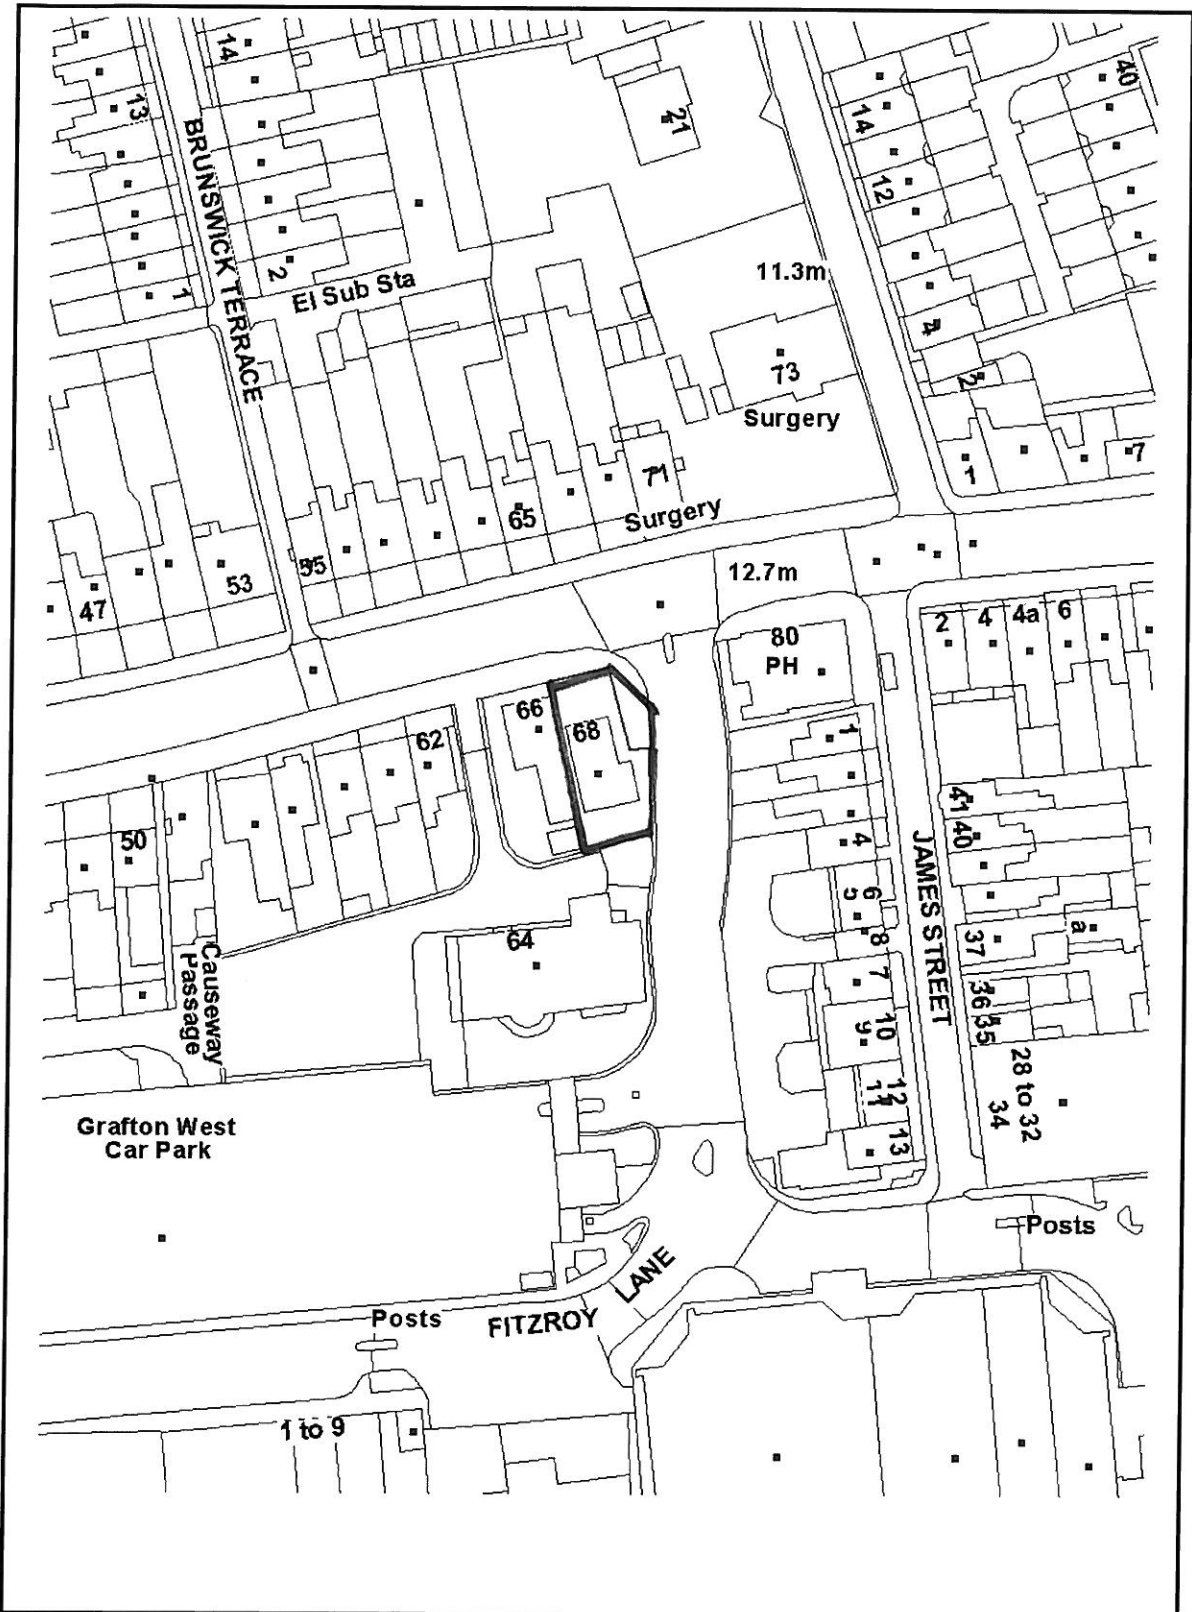 14
13
BRUNSWICK TERRACE
1
2
El Sub Sta
21
14
12
40
11.3m
4
2
73
Surgery
1
7
71
Surgery
65
55
53
47
12.7m
80
PH
2
4
4a
6
66
68
62
50
64
Causeway
Passage
1
4
5
6
8
7
10
9
12
11
13
JAMES STREET
41
40
37
a
36
35
28 to 32
34
Grafton West
Car Park
Posts
FITZROY LANE
Posts
1 to 9